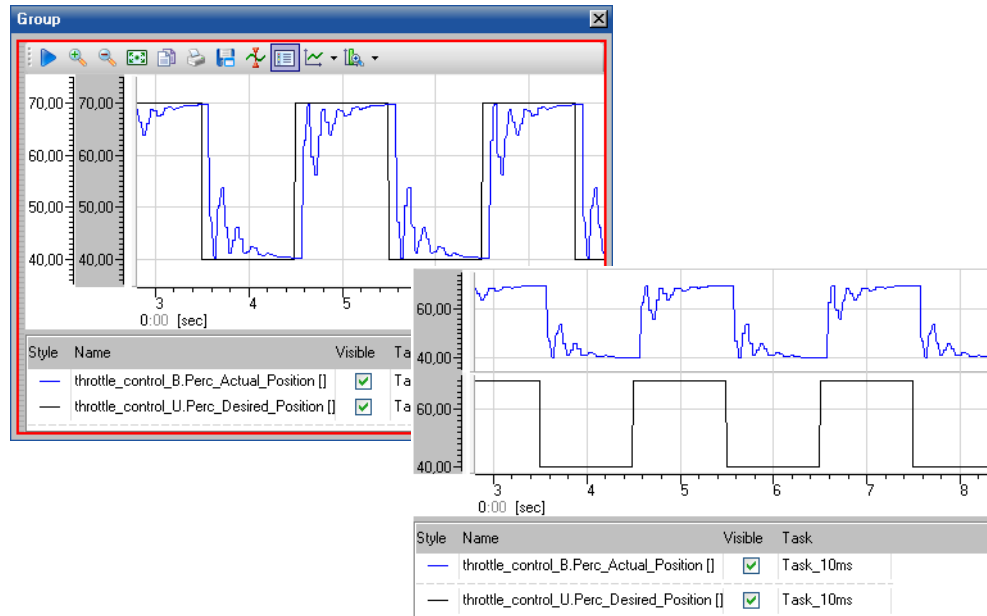 Group
70,00 70,00
60,00 60,00
50,00 50,00
40,00 40,00
3 4 5
0:00 [sec]
Style Name Visible Ta
throttle_control_B.Perc_Actual_Position [] Ta
throttle_control_U.Perc_Desired_Position [] Ta
60,00
40,00
60,00
40,00
3 4 5 6 7 8
0:00 [sec]
Style Name Visible Task
throttle_control_B.Perc_Actual_Position [] Task_10ms
throttle_control_U.Perc_Desired_Position [] Task_10ms